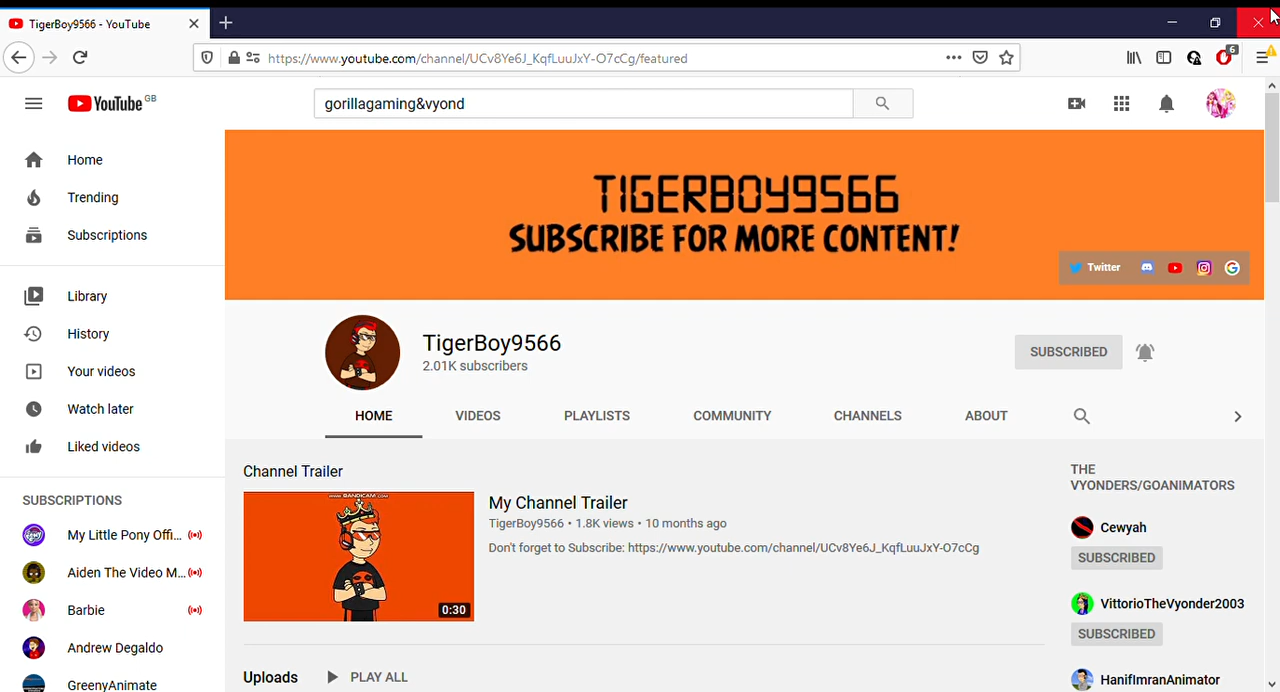 TigerBoy9566 - YouTube
https://www.youtube.com/channel/UCv8Ye6J_KqfLuuJxY-O7cCg/featured
6
YouTube GB
gorillagaming&vyond
Home
Trending
Subscriptions
Library
History
Your videos
Watch later
Liked videos
SUBSCRIPTIONS
My Little Pony Offi...
Aiden The Video M...
Barbie
Andrew Degaldo
GreenyAnimate
TIGERBOY9566
SUBSCRIBE FOR MORE CONTENT!
Twitter
TigerBoy9566
2.01K subscribers
SUBSCRIBED
HOME VIDEOS PLAYLISTS COMMUNITY CHANNELS ABOUT
Channel Trailer
WWW.BANDICAM.COM
0:30
My Channel Trailer
TigerBoy9566 • 1.8K views • 10 months ago
Don't forget to Subscribe: https://www.youtube.com/channel/UCv8Ye6J_KqfLuuJxY-O7cCg
Uploads PLAY ALL
THE
VYONDERS/GOANIMATORS
Cewyah
SUBSCRIBED
VittorioTheVyonder2003
SUBSCRIBED
HanifImranAnimator